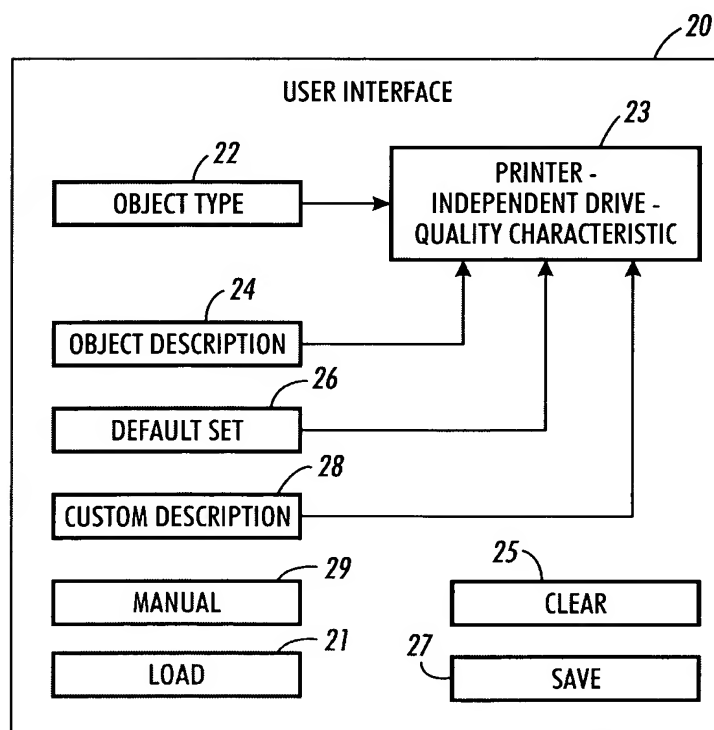 20
USER INTERFACE
22
OBJECT TYPE
23
PRINTER -
INDEPENDENT DRIVE -
QUALITY CHARACTERISTIC
24
OBJECT DESCRIPTION
26
DEFAULT SET
28
CUSTOM DESCRIPTION
29
MANUAL
25
CLEAR
21
LOAD
27
SAVE